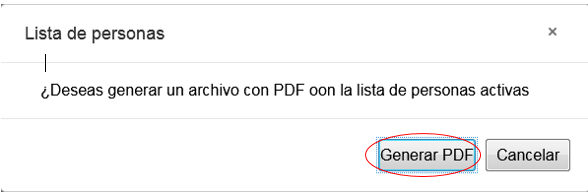 Lista de personas ×
¿Deseas generar un archivo con PDF oon la lista de personas activas
Generar PDF Cancelar